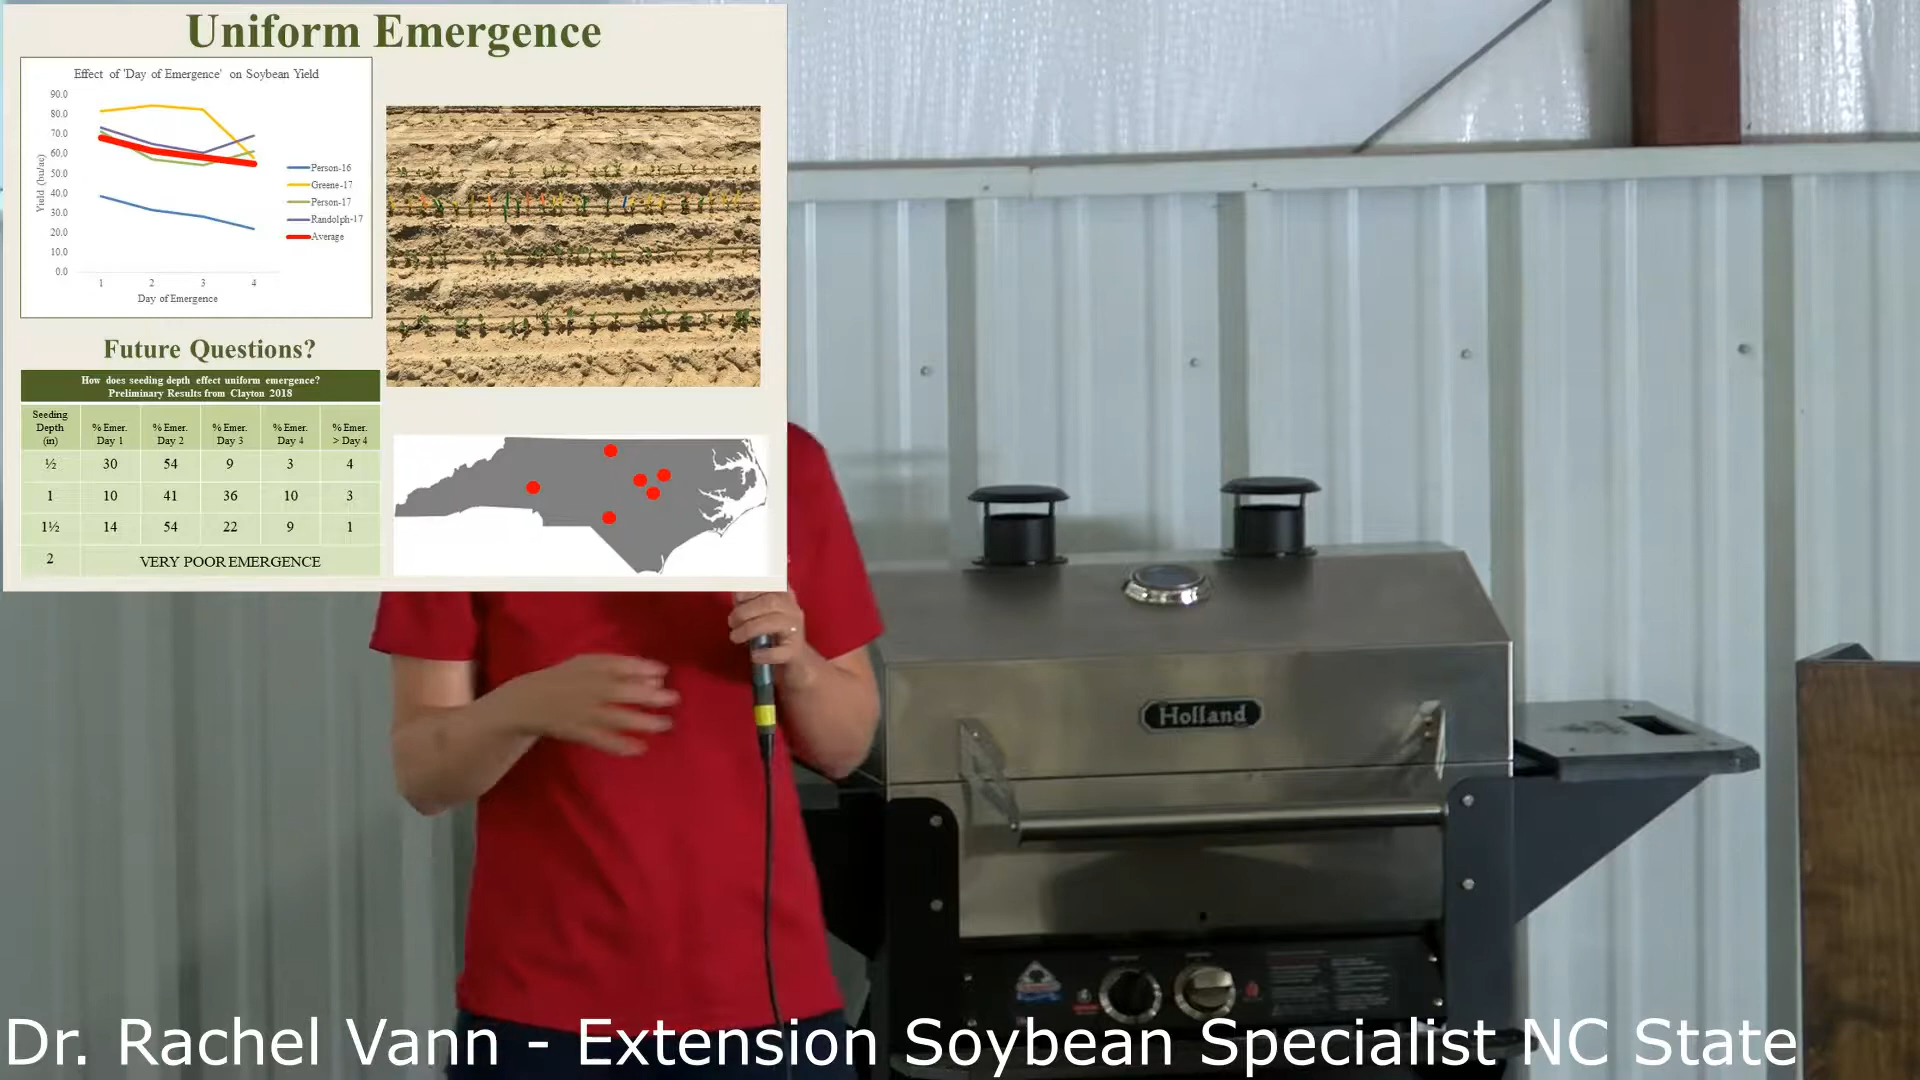 Uniform Emergence
Effect of 'Day of Emergence' on Soybean Yield
90.0
80.0
70.0
60.0
50.0
40.0
30.0
20.0
10.0
0.0
Yield (bu/ac)
1 2 3 4
Day of Emergence
Person-16
Greene-17
Person-17
Randolph-17
Average
Future Questions?
How does seeding depth effect uniform emergence?
Preliminary Results from Clayton 2018
Seeding Depth (in) % Emer. Day 1 % Emer. Day 2 % Emer. Day 3 % Emer. Day 4 % Emer. > Day 4
½ 30 54 9 3 4
1 10 41 36 10 3
1½ 14 54 22 9 1
2 VERY POOR EMERGENCE
Holland
Dr. Rachel Vann - Extension Soybean Specialist NC State